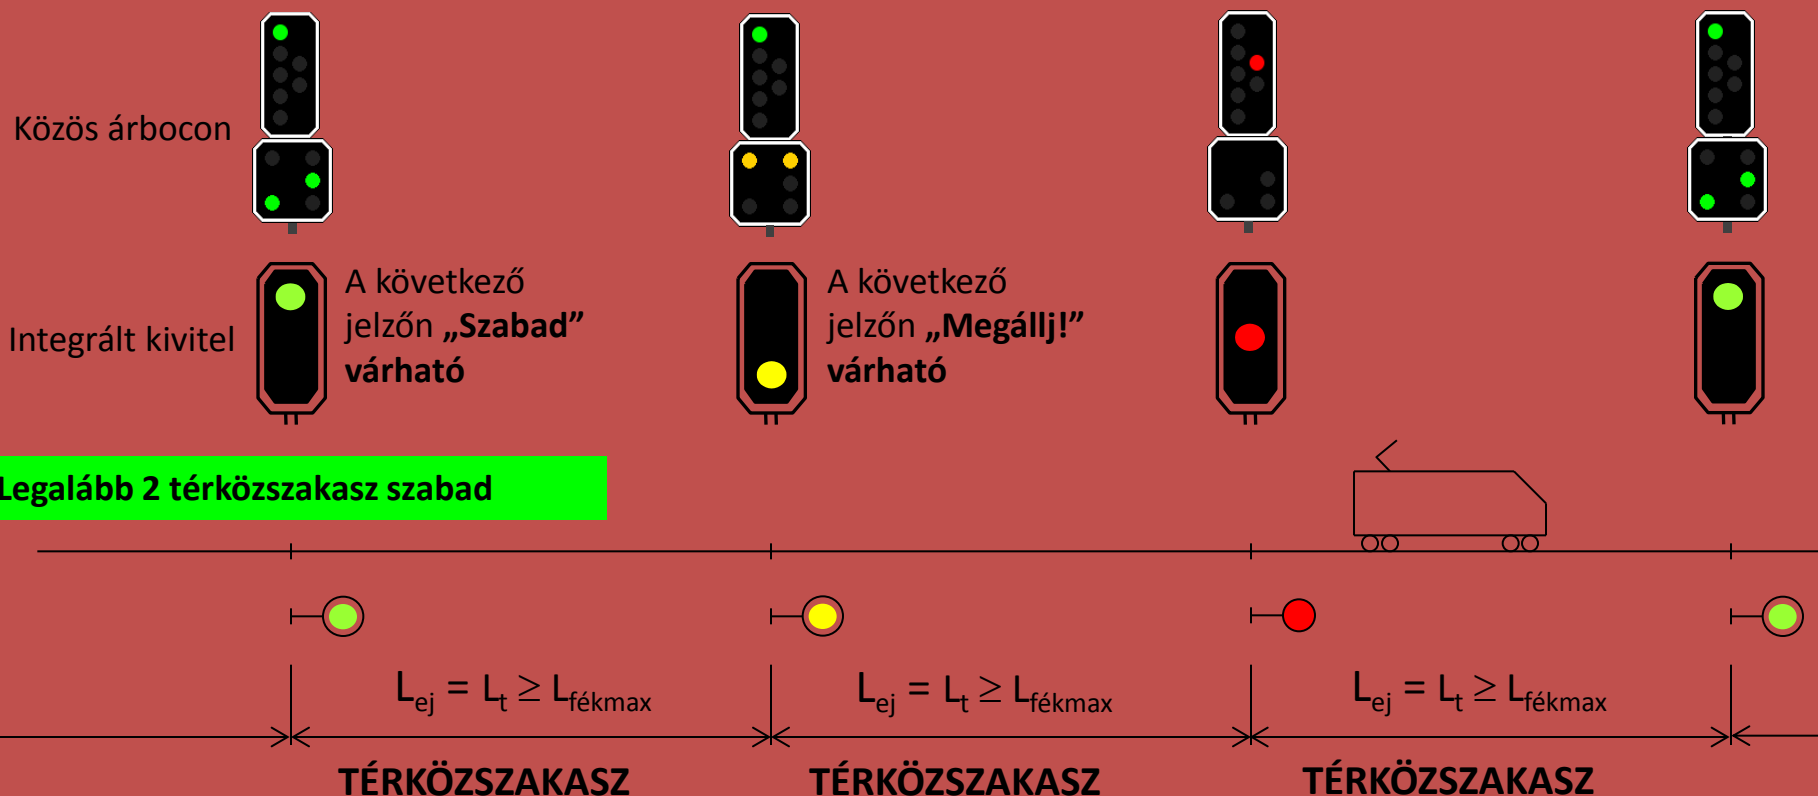 Közös árbocon
Integrált kivitel
A következő
jelzőn „Szabad”
várható
A következő
jelzőn „Megállj!”
várható
Legalább 2 térközszakasz szabad
Lej = Lt ≥ Lfékmax
Lej = Lt ≥ Lfékmax
Lej = Lt ≥ Lfékmax
TÉRKÖZSZAKASZ
TÉRKÖZSZAKASZ
TÉRKÖZSZAKASZ